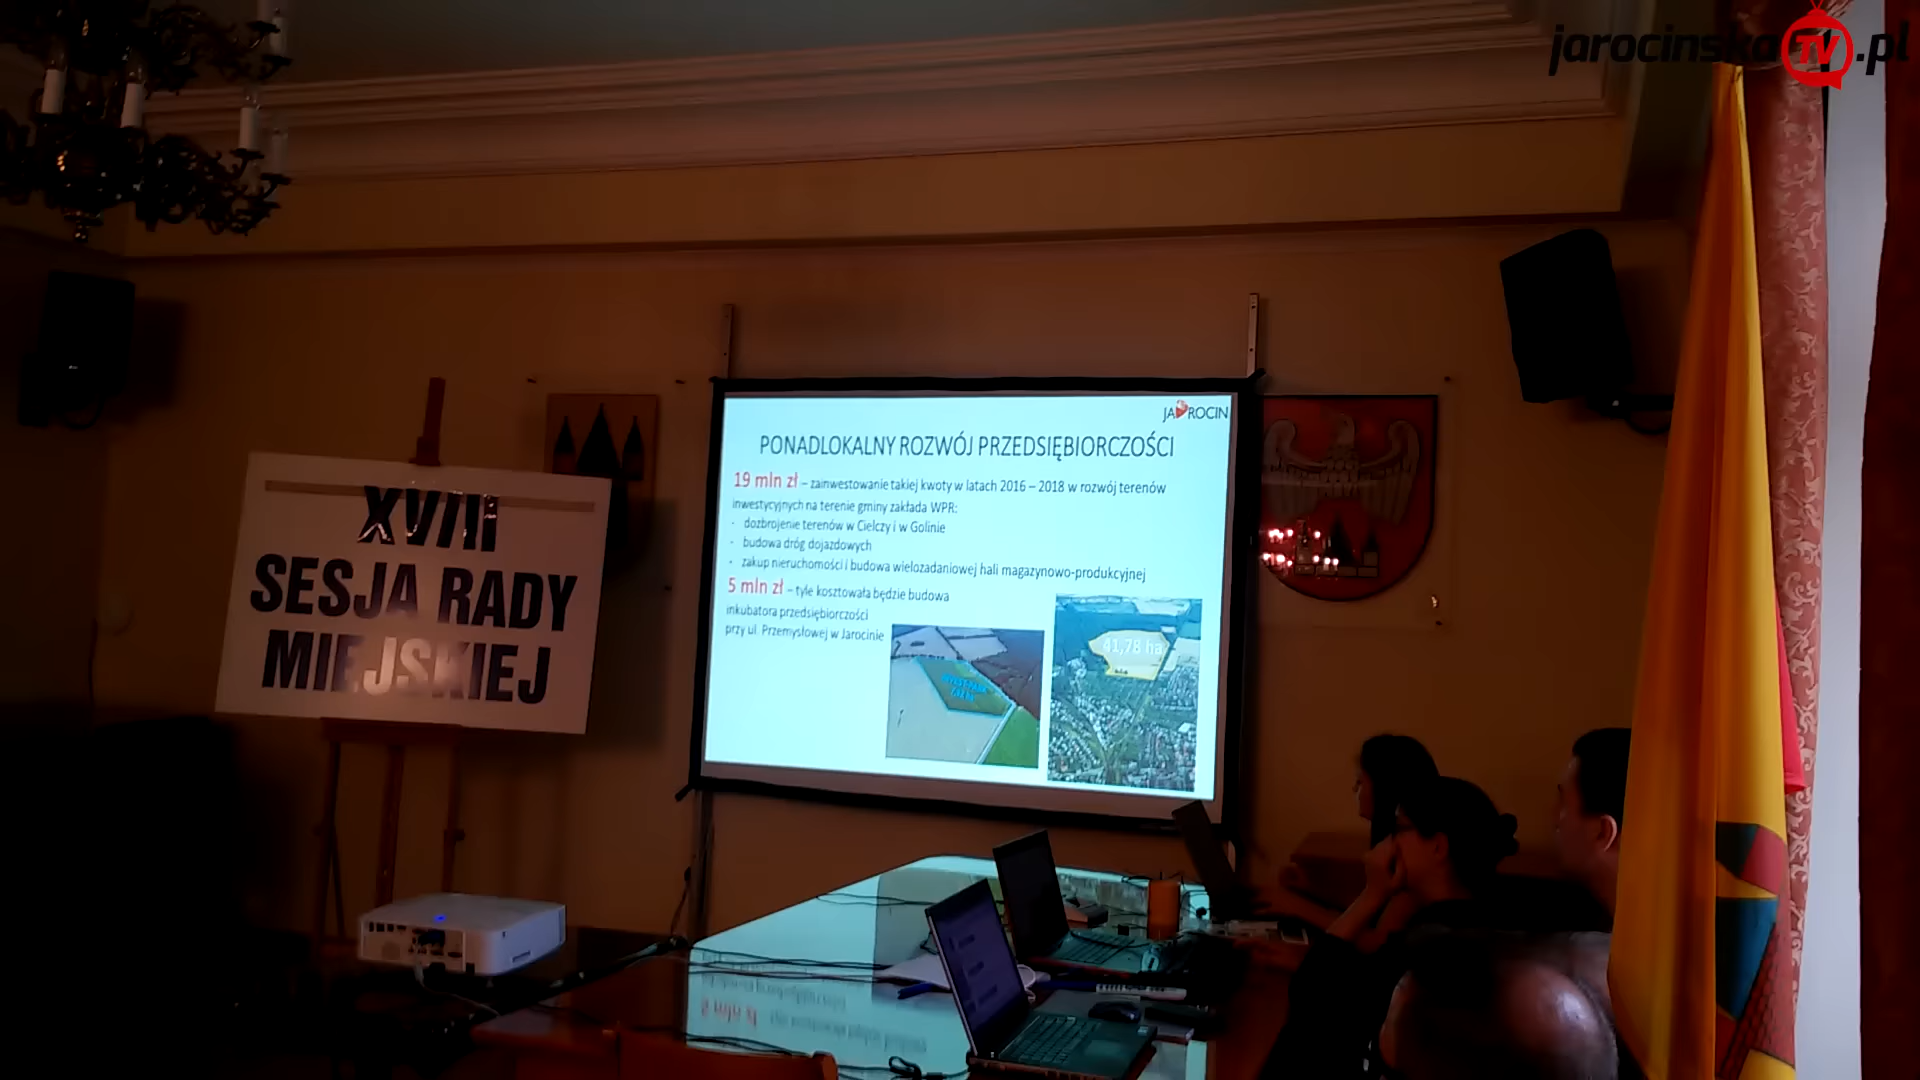 jarocinska TV .pl
XVIII
SESJA RADY
MIEJSKIEJ
JAROCIN
PONADLOKALNY ROZWÓJ PRZEDSIĘBIORCZOŚCI
19 mln zł – zainwestowanie takiej kwoty w latach 2016 – 2018 w rozwój terenów
inwestycyjnych na terenie gminy zakłada WPR:
- dozbrojenie terenów w Cielczy i w Golinie
- budowa dróg dojazdowych
- zakup nieruchomości i budowa wielozadaniowej hali magazynowo-produkcyjnej
5 mln zł – tyle kosztowała będzie budowa
inkubatora przedsiębiorczości
przy ul. Przemysłowej w Jarocinie
41,78 ha